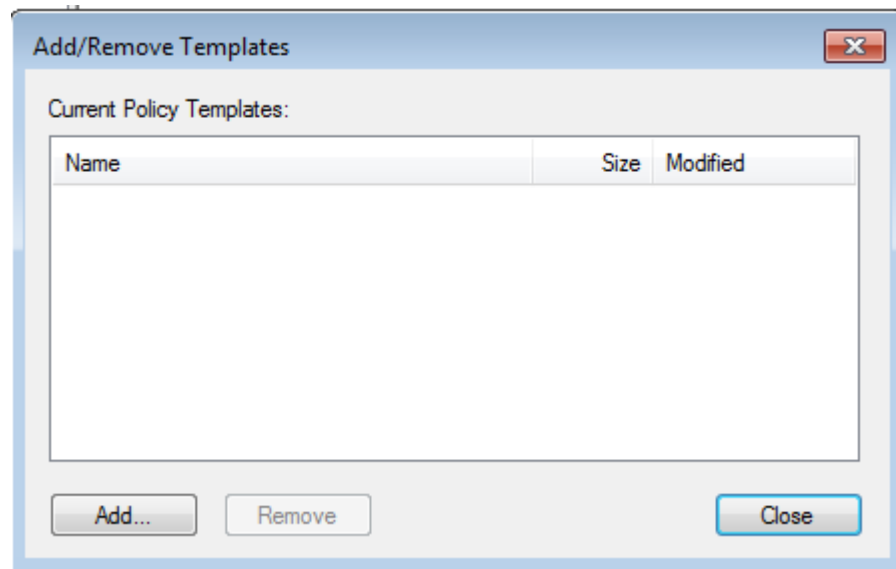 Add/Remove Templates
Current Policy Templates:
Name Size Modified
Add... Remove Close